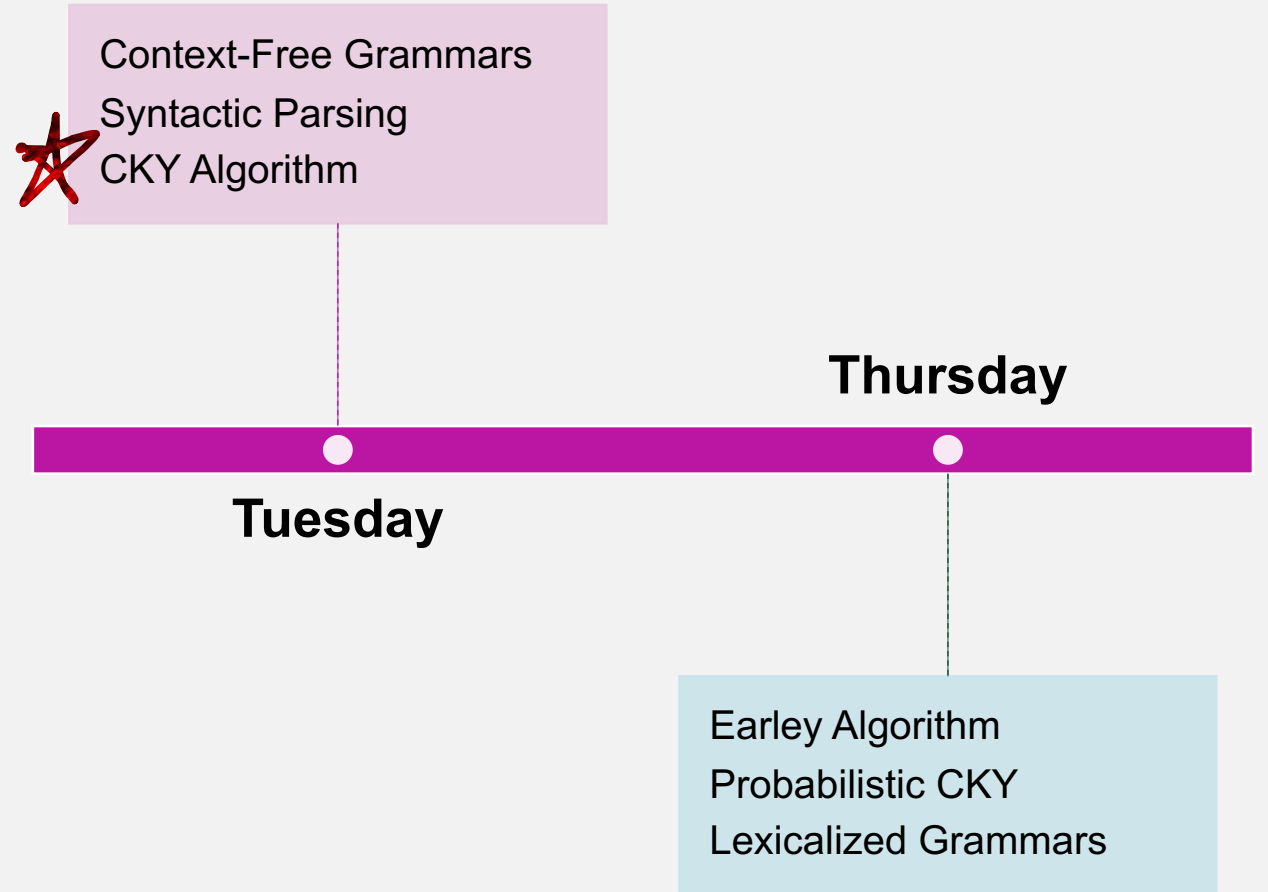 Context-Free Grammars
Syntactic Parsing
CKY Algorithm
Thursday
Tuesday
Earley Algorithm
Probabilistic CKY
Lexicalized Grammars